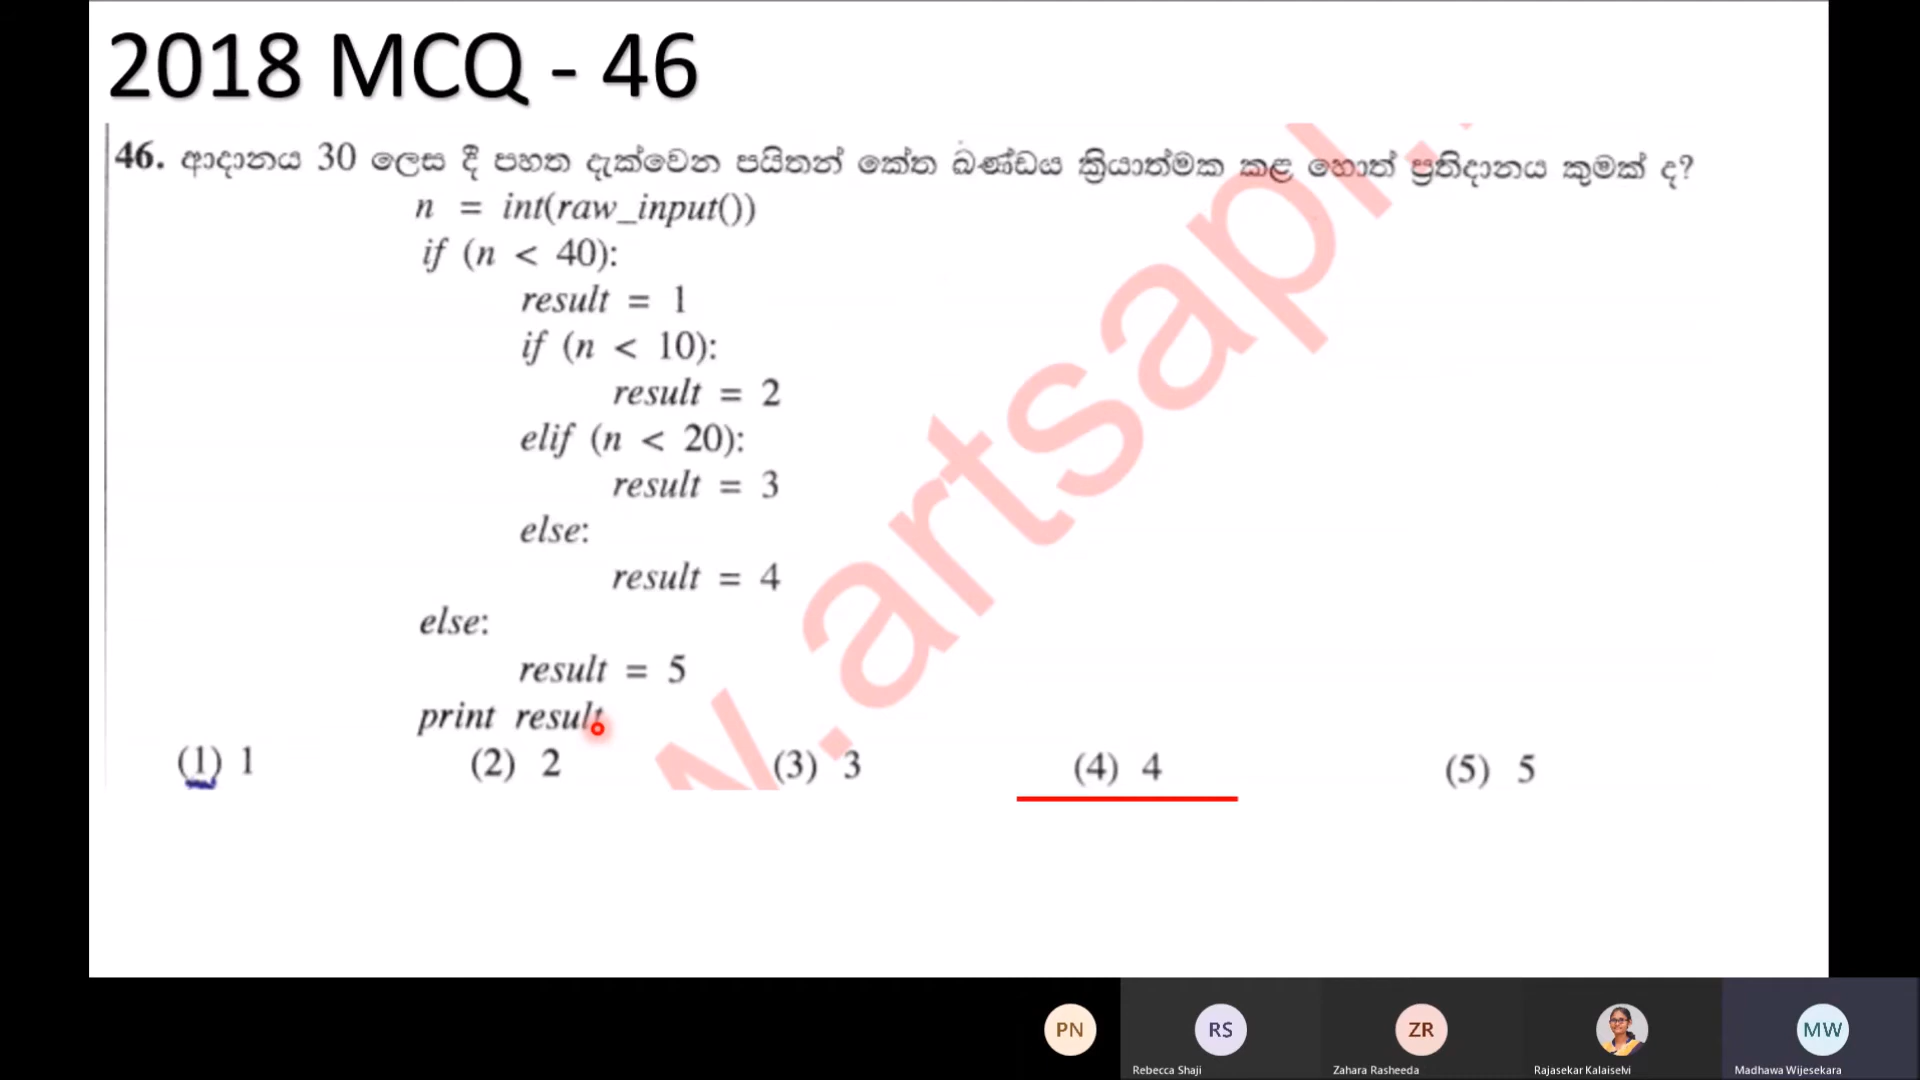 2018 MCQ - 46
46. ආදානය 30 ලෙස දී පහත දැක්වෙන පයිතන් කේත ඛණ්ඩය ක්‍රියාත්මක කළ හොත් ප්‍රතිදානය කුමක් ද?
n = int(raw_input())
if (n < 40):
result = 1
if (n < 10):
result = 2
elif (n < 20):
result = 3
else:
result = 4
else:
result = 5
print result
(1) 1 (2) 2 (3) 3 (4) 4 (5) 5
w.artsapl.
PN RS ZR MW
Rebecca Shaji Zahara Rasheeda Rajasekar Kalaiselvi Madhawa Wijesekara